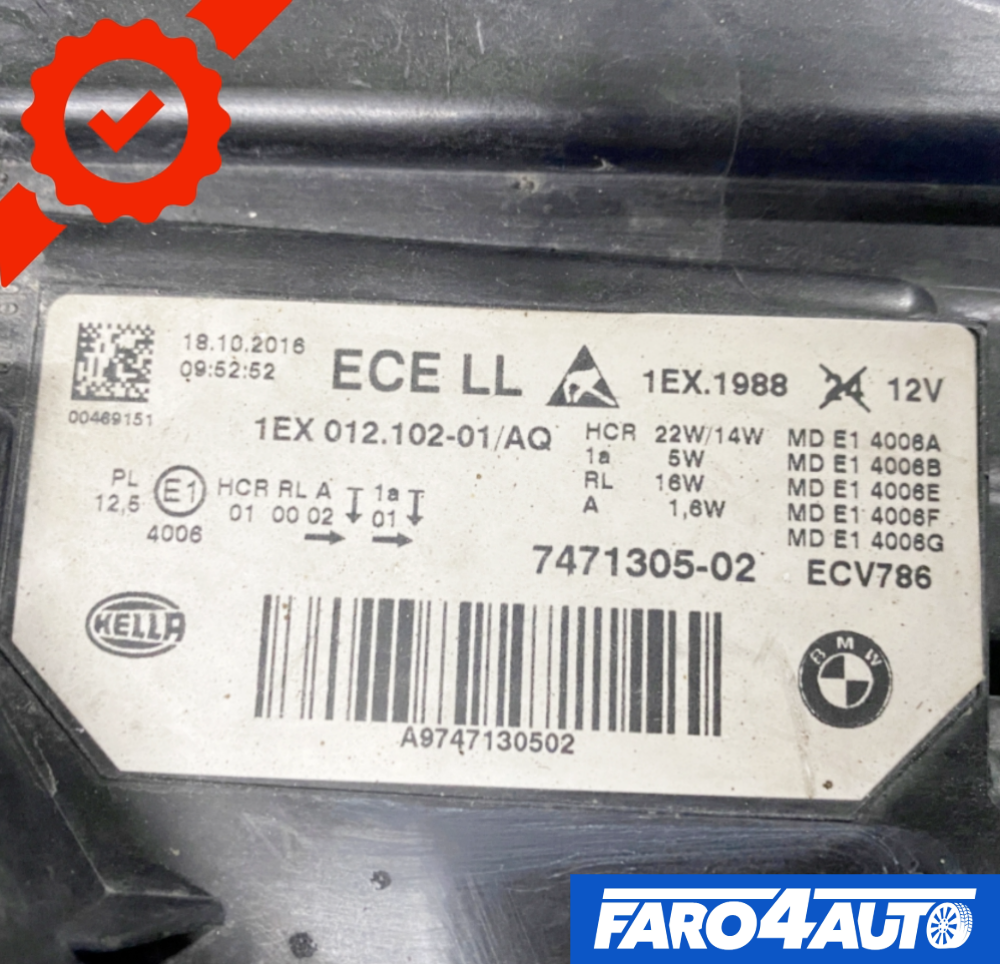 18.10.2016
09:52:52
ECE LL
1EX.1988
24 12V
00469151
1EX 012.102-01/AQ
HCR 22W/14W
1a 5W
RL 16W
A 1,6W
MD E1 4006A
MD E1 4006B
MD E1 4006E
MD E1 4006F
MD E1 4006G
PL
12,5
E1
4006
HCR RL A 1a
01 00 02 01
7471305-02
ECV786
HELLA
BMW
A9747130502
FARO4AUTO